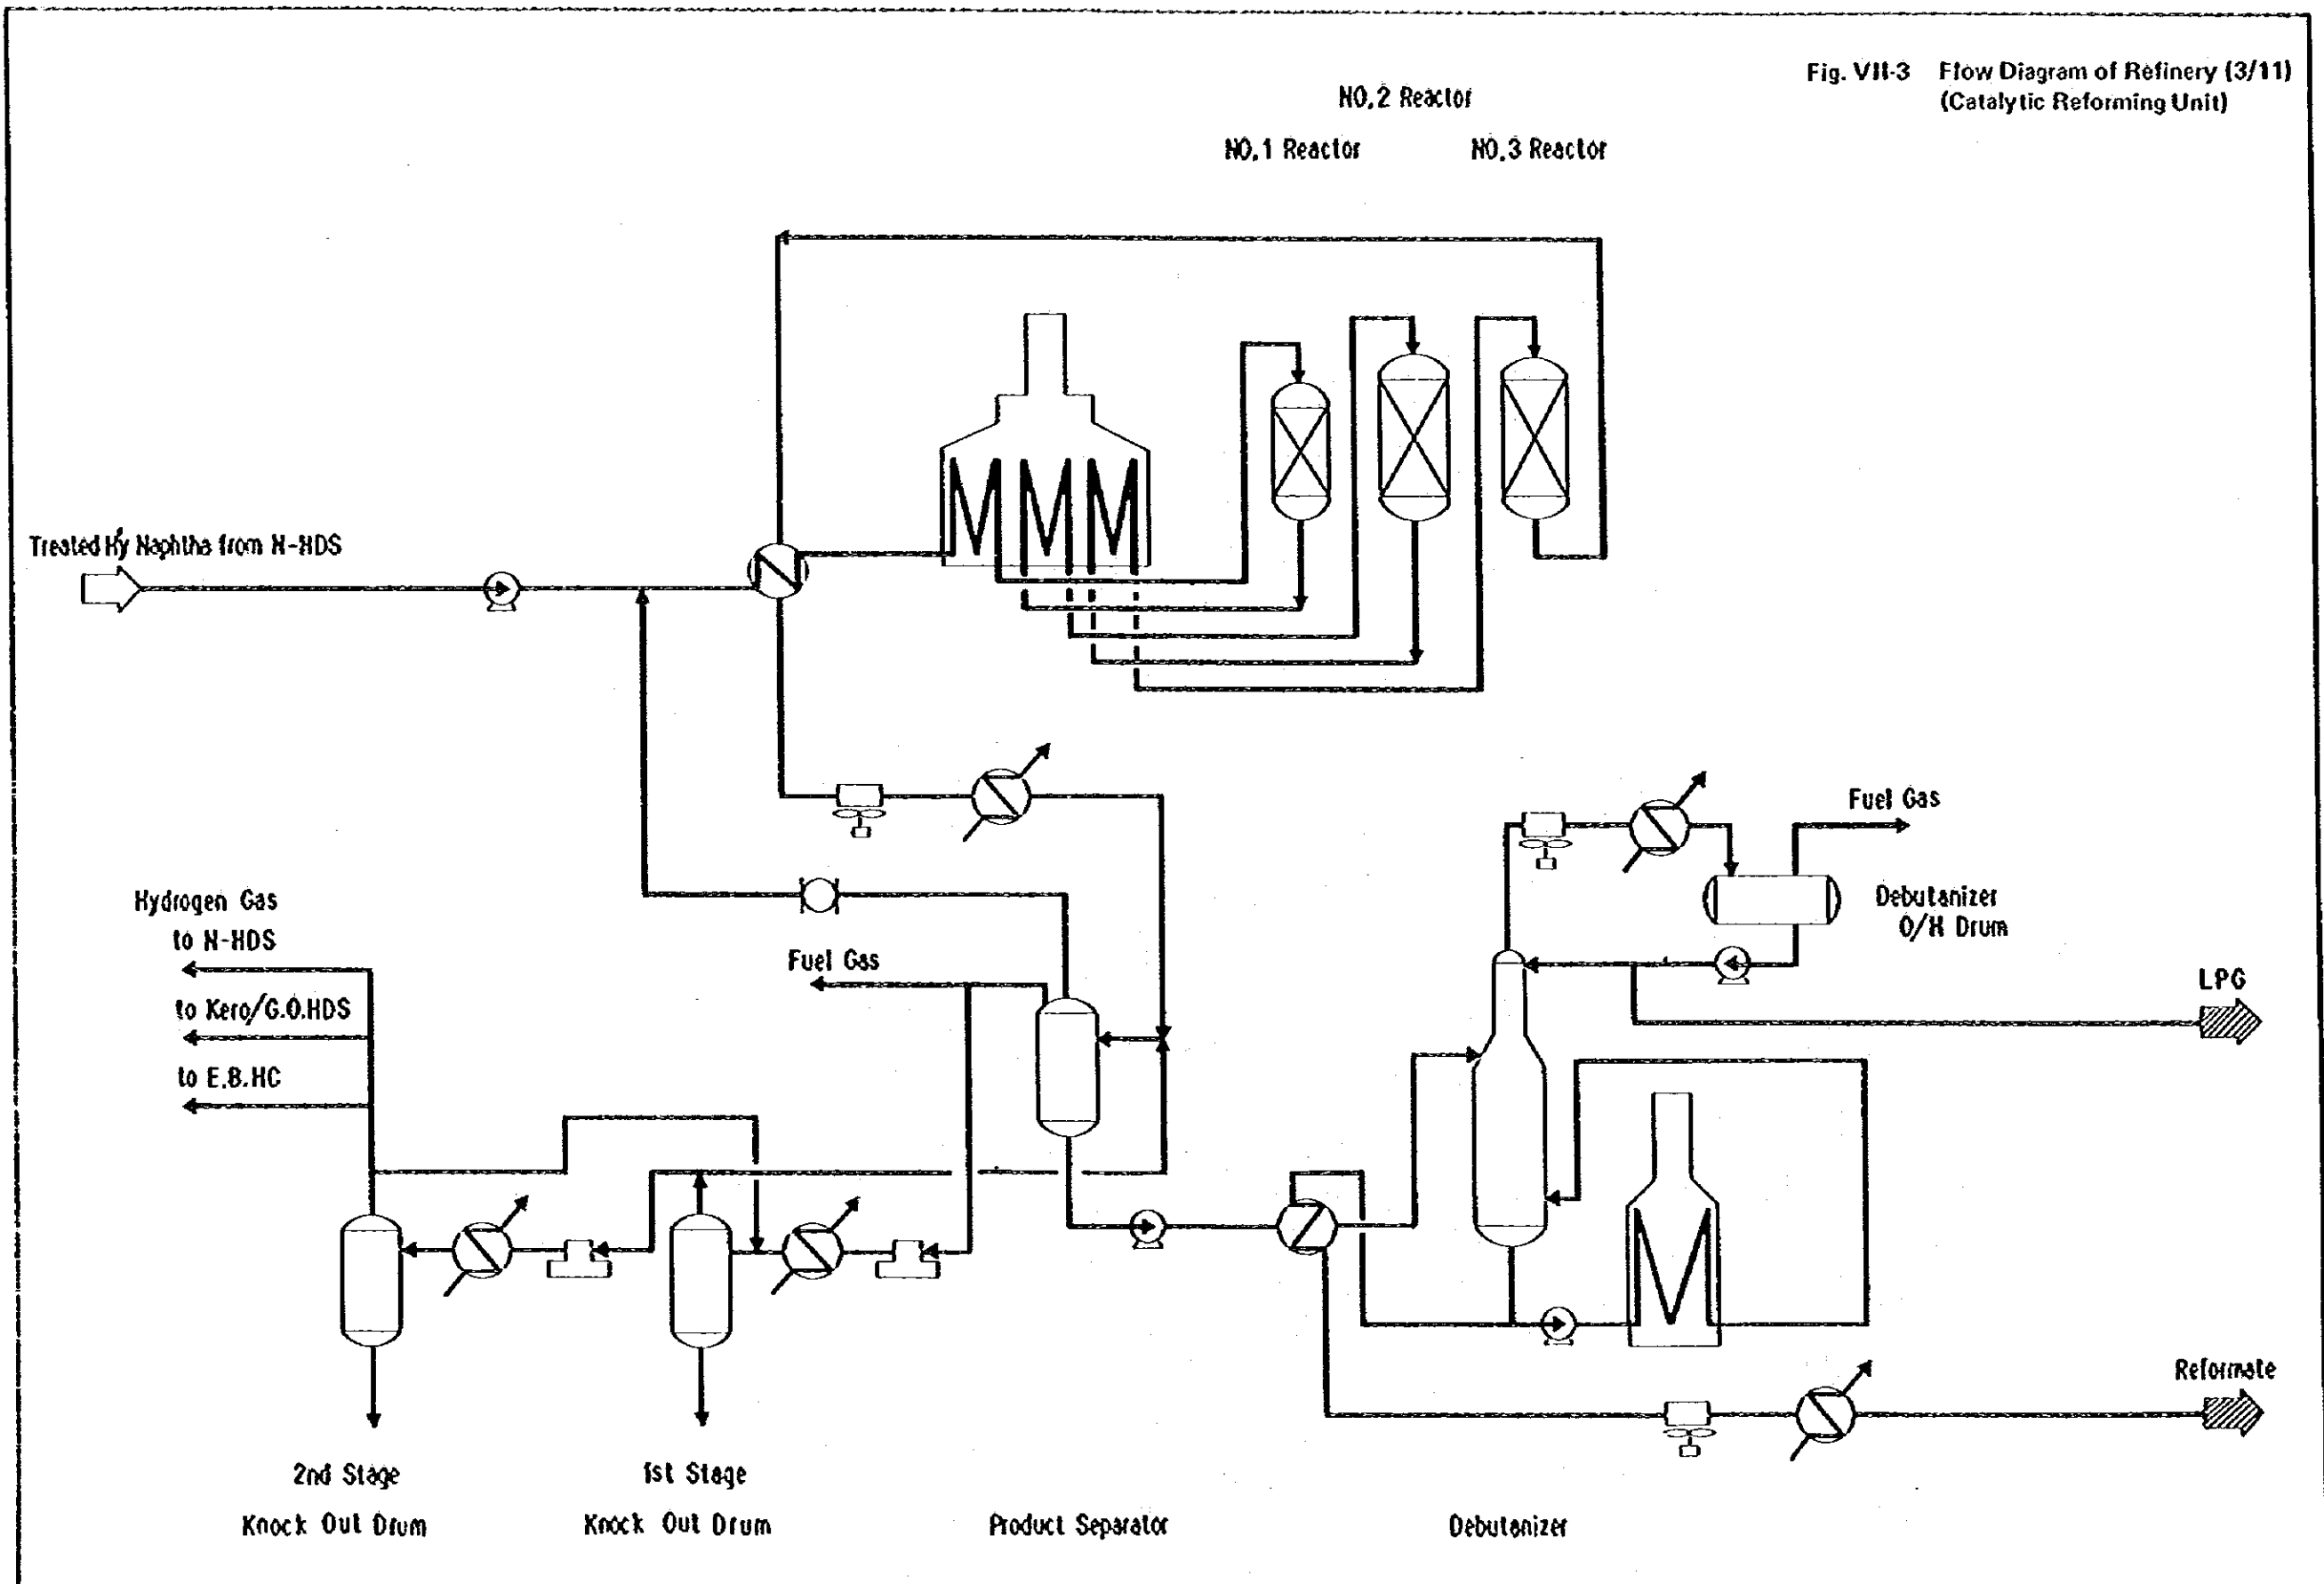 Fig. VII-3 Flow Diagram of Refinery (3/11)
(Catalytic Reforming Unit)
NO.2 Reactor
NO.1 Reactor
NO.3 Reactor
Treated Hy Naphtha from N-HDS
Fuel Gas
Debutanizer
O/H Drum
Hydrogen Gas
to N-HDS
Fuel Gas
LPG
to Kero/G.O.HDS
to E.B.HC
Reformate
2nd Stage
Knock Out Drum
1st Stage
Knock Out Drum
Product Separator
Debutanizer